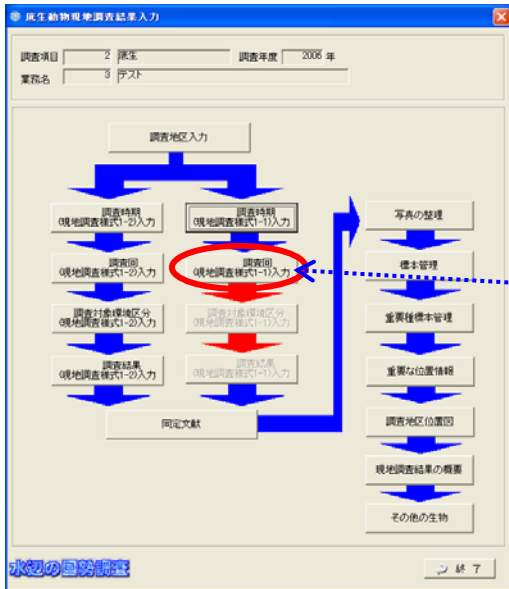 底生動物現地調査結果入力
調査項目 2 底生 調査年度 2006 年
業務名 3 テスト
調査地区入力
調査時期
(現地調査様式1-2)入力
調査時期
(現地調査様式1-1)入力
調査回
(現地調査様式1-2)入力
調査回
(現地調査様式1-1)入力
調査対象環境区分
(現地調査様式1-2)入力
調査対象環境区分
(現地調査様式1-1)入力
調査結果
(現地調査様式1-2)入力
調査結果
(現地調査様式1-1)入力
同定文献
写真の整理
標本管理
重要種標本管理
重要な位置情報
調査地区位置図
現地調査結果の概要
その他の生物
水辺の国勢調査
終 了